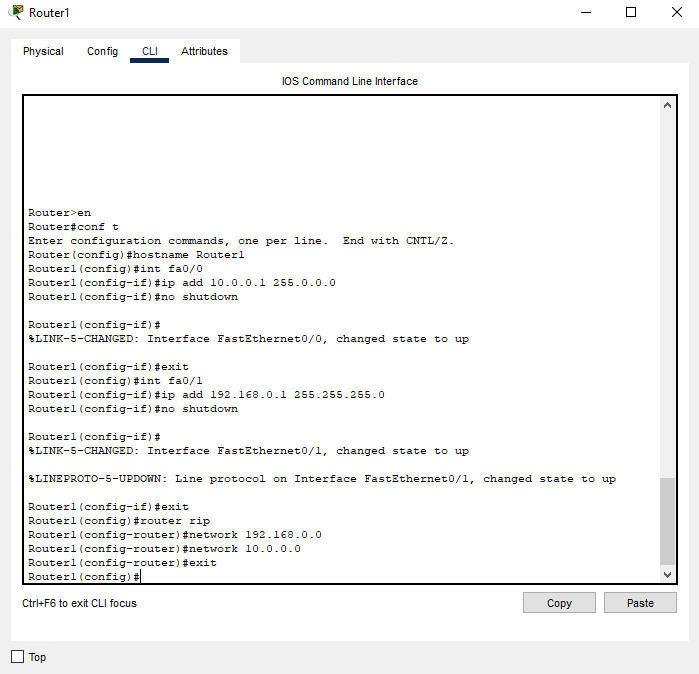 Router1
Physical Config CLI Attributes
IOS Command Line Interface
Router>en
Router#conf t
Enter configuration commands, one per line.  End with CNTL/Z.
Router(config)#hostname Router1
Router1(config)#int fa0/0
Router1(config-if)#ip add 10.0.0.1 255.0.0.0
Router1(config-if)#no shutdown
Router1(config-if)#
%LINK-5-CHANGED: Interface FastEthernet0/0, changed state to up
Router1(config-if)#exit
Router1(config)#int fa0/1
Router1(config-if)#ip add 192.168.0.1 255.255.255.0
Router1(config-if)#no shutdown
Router1(config-if)#
%LINK-5-CHANGED: Interface FastEthernet0/1, changed state to up
%LINEPROTO-5-UPDOWN: Line protocol on Interface FastEthernet0/1, changed state to up
Router1(config-if)#exit
Router1(config)#router rip
Router1(config-router)#network 192.168.0.0
Router1(config-router)#network 10.0.0.0
Router1(config-router)#exit
Router1(config)#
Ctrl+F6 to exit CLI focus
Copy Paste
Top